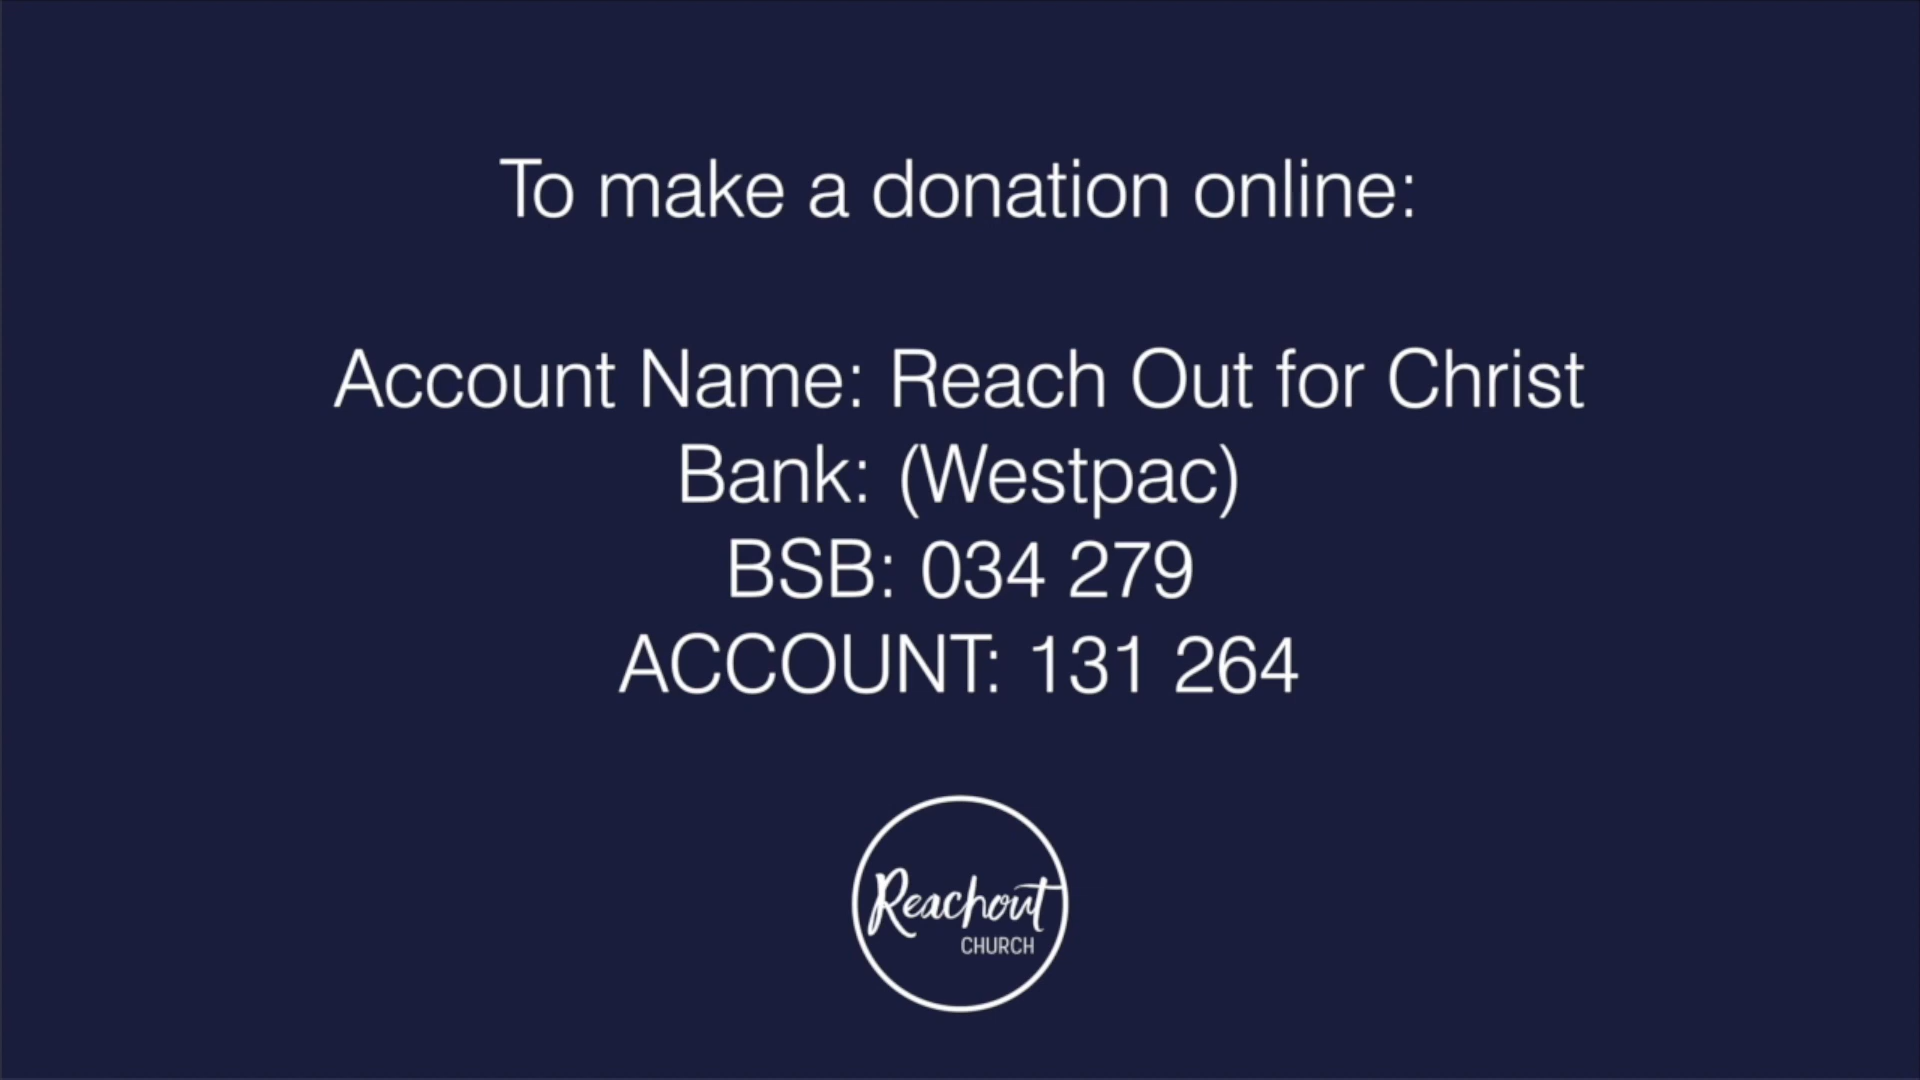 To make a donation online:
Account Name: Reach Out for Christ
Bank: (Westpac)
BSB: 034 279
ACCOUNT: 131 264
Reachout
CHURCH